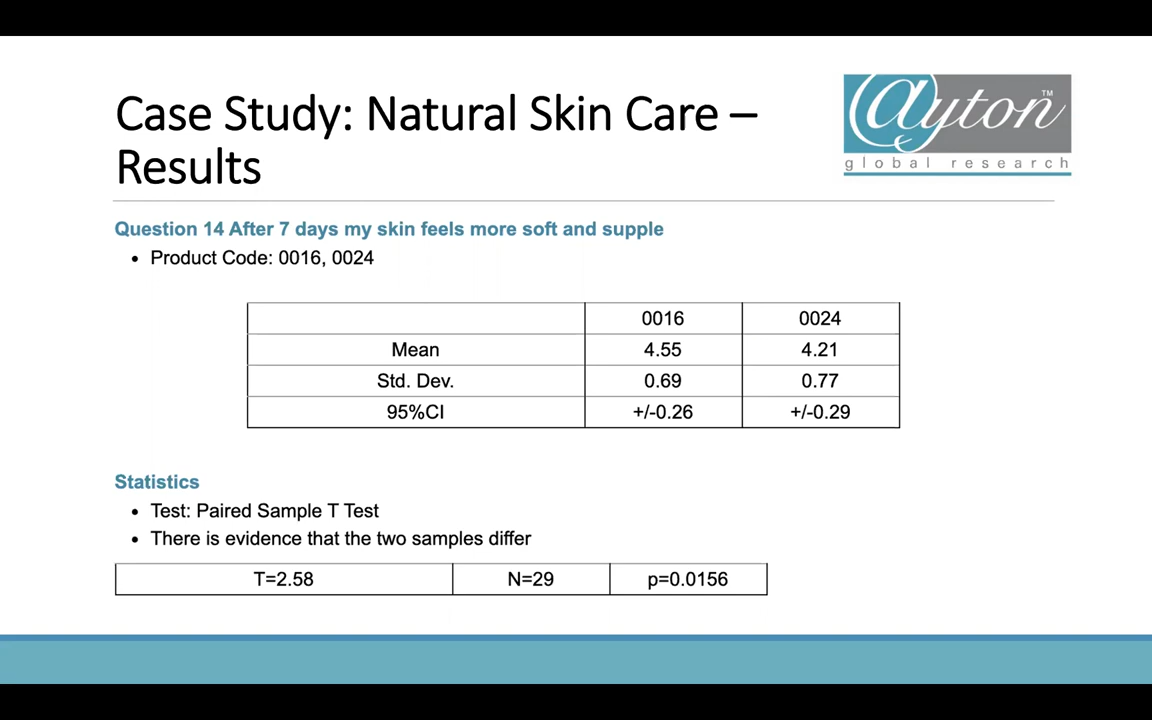 Case Study: Natural Skin Care –
Results
@yton™
global research
Question 14 After 7 days my skin feels more soft and supple
• Product Code: 0016, 0024
0016 0024
Mean 4.55 4.21
Std. Dev. 0.69 0.77
95%CI +/-0.26 +/-0.29
Statistics
• Test: Paired Sample T Test
• There is evidence that the two samples differ
T=2.58 N=29 p=0.0156